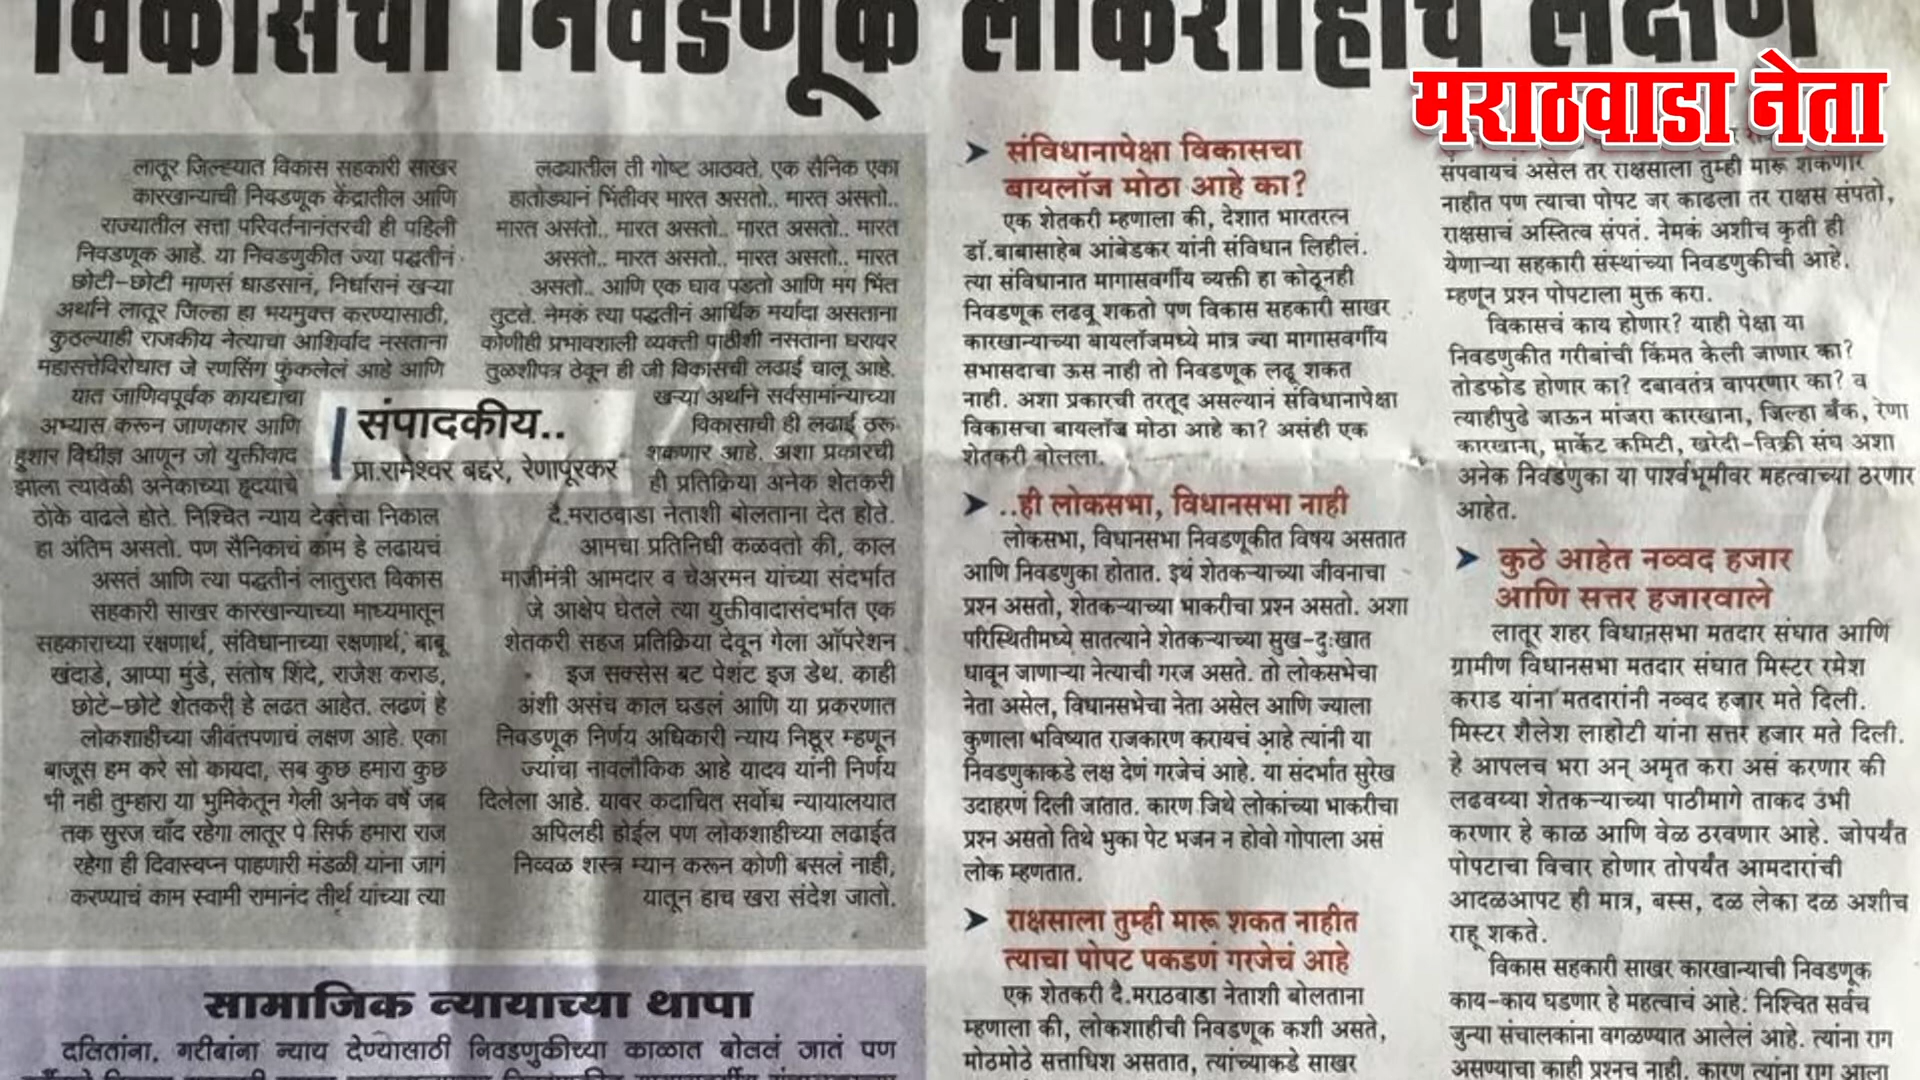 विकासची निवडणूक लोकशाहीचे लक्षण
मराठवाडा नेता
लातूर जिल्ह्यात विकास सहकारी साखर
कारखान्याची निवडणूक केंद्रातील आणि
राज्यातील सत्ता परिवर्तनानंतरची ही पहिली
निवडणूक आहे. या निवडणुकीत ज्या पद्धतीनं
छोटी-छोटी माणसं धाडसानं, निर्धारानं खऱ्या
अर्थाने लातूर जिल्हा हा भयमुक्त करण्यासाठी,
कुठल्याही राजकीय नेत्याचा आशिर्वाद नसताना
महासत्तेविरोधात जे रणसिंग फुंकलेलं आहे आणि
यात जाणिवपूर्वक कायद्याचा
अभ्यास करून जाणकार आणि
हुशार विधीज्ञ आणून जो युक्तीवाद
झाला त्यावेळी अनेकाच्या हृदयाचे
ठोके वाढले होते. निश्चित न्याय देवतेचा निकाल
हा अंतिम असतो. पण सैनिकाचं काम हे लढायचं
असतं आणि त्या पद्धतीनं लातुरात विकास
सहकारी साखर कारखान्याच्या माध्यमातून
सहकाराच्या रक्षणार्थ, संविधानाच्या रक्षणार्थ, बाबू
खंदाडे, आप्पा मुंडे, संतोष शिंदे, राजेश कराड,
छोटे-छोटे शेतकरी हे लढत आहेत. लढणं हे
लोकशाहीच्या जीवंतपणाचं लक्षण आहे. एका
बाजूस हम करे सो कायदा, सब कुछ हमारा कुछ
भी नही तुम्हारा या भुमिकेतून गेली अनेक वर्षे जब
तक सुरज चाँद रहेगा लातूर पे सिर्फ हमारा राज
रहेगा ही दिवास्वप्न पाहणारी मंडळी यांना जागं
करण्याचं काम स्वामी रामानंद तीर्थ यांच्या त्या
संपादकीय..
प्रा.रामेश्वर बद्दर, रेणापूरकर
लढ्यातील ती गोष्ट आठवते. एक सैनिक एका
हातोड्यानं भिंतीवर मारत असतो.. मारत असतो..
मारत असतो.. मारत असतो.. मारत असतो.. मारत
असतो.. मारत असतो.. मारत असतो.. मारत
असतो.. आणि एक घाव पडतो आणि मग भिंत
तुटते. नेमकं त्या पद्धतीनं आर्थिक मर्यादा असताना
कोणीही प्रभावशाली व्यक्ती पाठीशी नसताना घरावर
तुळशीपत्र ठेवून ही जी विकासची लढाई चालू आहे.
खऱ्या अर्थाने सर्वसामांन्याच्या
विकासाची ही लढाई ठरू
शकणार आहे. अशा प्रकारची
ही प्रतिक्रिया अनेक शेतकरी
दै.मराठवाडा नेताशी बोलताना देत होते.
आमचा प्रतिनिधी कळवतो की, काल
माजीमंत्री आमदार व चेअरमन यांच्या संदर्भात
जे आक्षेप घेतले त्या युक्तीवादासंदर्भात एक
शेतकरी सहज प्रतिक्रिया देवून गेला ऑपरेशन
इज सक्सेस बट पेशंट इज डेथ. काही
अंशी असंच काल घडलं आणि या प्रकरणात
निवडणूक निर्णय अधिकारी न्याय निष्ठूर म्हणून
ज्यांचा नावलौकिक आहे यादव यांनी निर्णय
दिलेला आहे. यावर कदाचित सर्वोच्च न्यायालयात
अपिलही होईल पण लोकशाहीच्या लढाईत
निव्वळ शस्त्र म्यान करून कोणी बसलं नाही,
यातून हाच खरा संदेश जातो.
सामाजिक न्यायाच्या थापा
दलितांना, गरीबांना न्याय देण्यासाठी निवडणुकीच्या काळात बोललं जातं पण
संविधानापेक्षा विकासचा
बायलॉज मोठा आहे का?
एक शेतकरी म्हणाला की, देशात भारतरत्न
डॉ.बाबासाहेब आंबेडकर यांनी संविधान लिहीलं.
त्या संविधानात मागासवर्गीय व्यक्ती हा कोठूनही
निवडणूक लढवू शकतो पण विकास सहकारी साखर
कारखान्याच्या बायलॉजमध्ये मात्र ज्या मागासवर्गीय
सभासदाचा ऊस नाही तो निवडणूक लढू शकत
नाही. अशा प्रकारची तरतूद असल्यानं संविधानापेक्षा
विकासचा बायलॉज मोठा आहे का? असंही एक
शेतकरी बोलला.
..ही लोकसभा, विधानसभा नाही
लोकसभा, विधानसभा निवडणूकीत विषय असतात
आणि निवडणुका होतात. इथं शेतकऱ्याच्या जीवनाचा
प्रश्न असतो, शेतकऱ्याच्या भाकरीचा प्रश्न असतो. अशा
परिस्थितीमध्ये सातत्याने शेतकऱ्याच्या सुख-दुःखात
धावून जाणाऱ्या नेत्याची गरज असते. तो लोकसभेचा
नेता असेल, विधानसभेचा नेता असेल आणि ज्याला
कुणाला भविष्यात राजकारण करायचं आहे त्यांनी या
निवडणुकाकडे लक्ष देणं गरजेचं आहे. या संदर्भात सुरेख
उदाहरणं दिली जातात. कारण जिथे लोकांच्या भाकरीचा
प्रश्न असतो तिथे भुका पेट भजन न होवो गोपाला असं
लोक म्हणतात.
राक्षसाला तुम्ही मारू शकत नाहीत
त्याचा पोपट पकडणं गरजेचं आहे
एक शेतकरी दै.मराठवाडा नेताशी बोलताना
म्हणाला की, लोकशाहीची निवडणूक कशी असते,
मोठमोठे सत्ताधिश असतात, त्यांच्याकडे साखर
संपवायचं असेल तर राक्षसाला तुम्ही मारू शकणार
नाहीत पण त्याचा पोपट जर काढला तर राक्षस संपतो,
राक्षसाचं अस्तित्व संपतं. नेमकं अशीच कृती ही
येणाऱ्या सहकारी संस्थांच्या निवडणुकीची आहे.
म्हणून प्रश्न पोपटाला मुक्त करा.
विकासचं काय होणार? याही पेक्षा या
निवडणुकीत गरीबांची किंमत केली जाणार का?
तोडफोड होणार का? दबावतंत्र वापरणार का? व
त्याहीपुढे जाऊन मांजरा कारखाना, जिल्हा बँक, रेणा
कारखाना, मार्केट कमिटी, खरेदी-विक्री संघ अशा
अनेक निवडणुका या पार्श्वभूमीवर महत्वाच्या ठरणार
आहेत.
कुठे आहेत नव्वद हजार
आणि सत्तर हजारवाले
लातूर शहर विधानसभा मतदार संघात आणि
ग्रामीण विधानसभा मतदार संघात मिस्टर रमेश
कराड यांना मतदारांनी नव्वद हजार मते दिली.
मिस्टर शैलेश लाहोटी यांना सत्तर हजार मते दिली.
हे आपलच भरा अन् अमृत करा असं करणार की
लढवय्या शेतकऱ्याच्या पाठीमागे ताकद उभी
करणार हे काळ आणि वेळ ठरवणार आहे. जोपर्यंत
पोपटाचा विचार होणार तोपर्यंत आमदारांची
आदळआपट ही मात्र, बस्स, दळ लेका दळ अशीच
राहू शकते.
विकास सहकारी साखर कारखान्याची निवडणूक
काय-काय घडणार हे महत्वाचं आहे: निश्चित सर्वच
जुन्या संचालकांना वगळण्यात आलेलं आहे. त्यांना राग
असण्याचा काही प्रश्नच नाही. कारण त्यांना राग आला